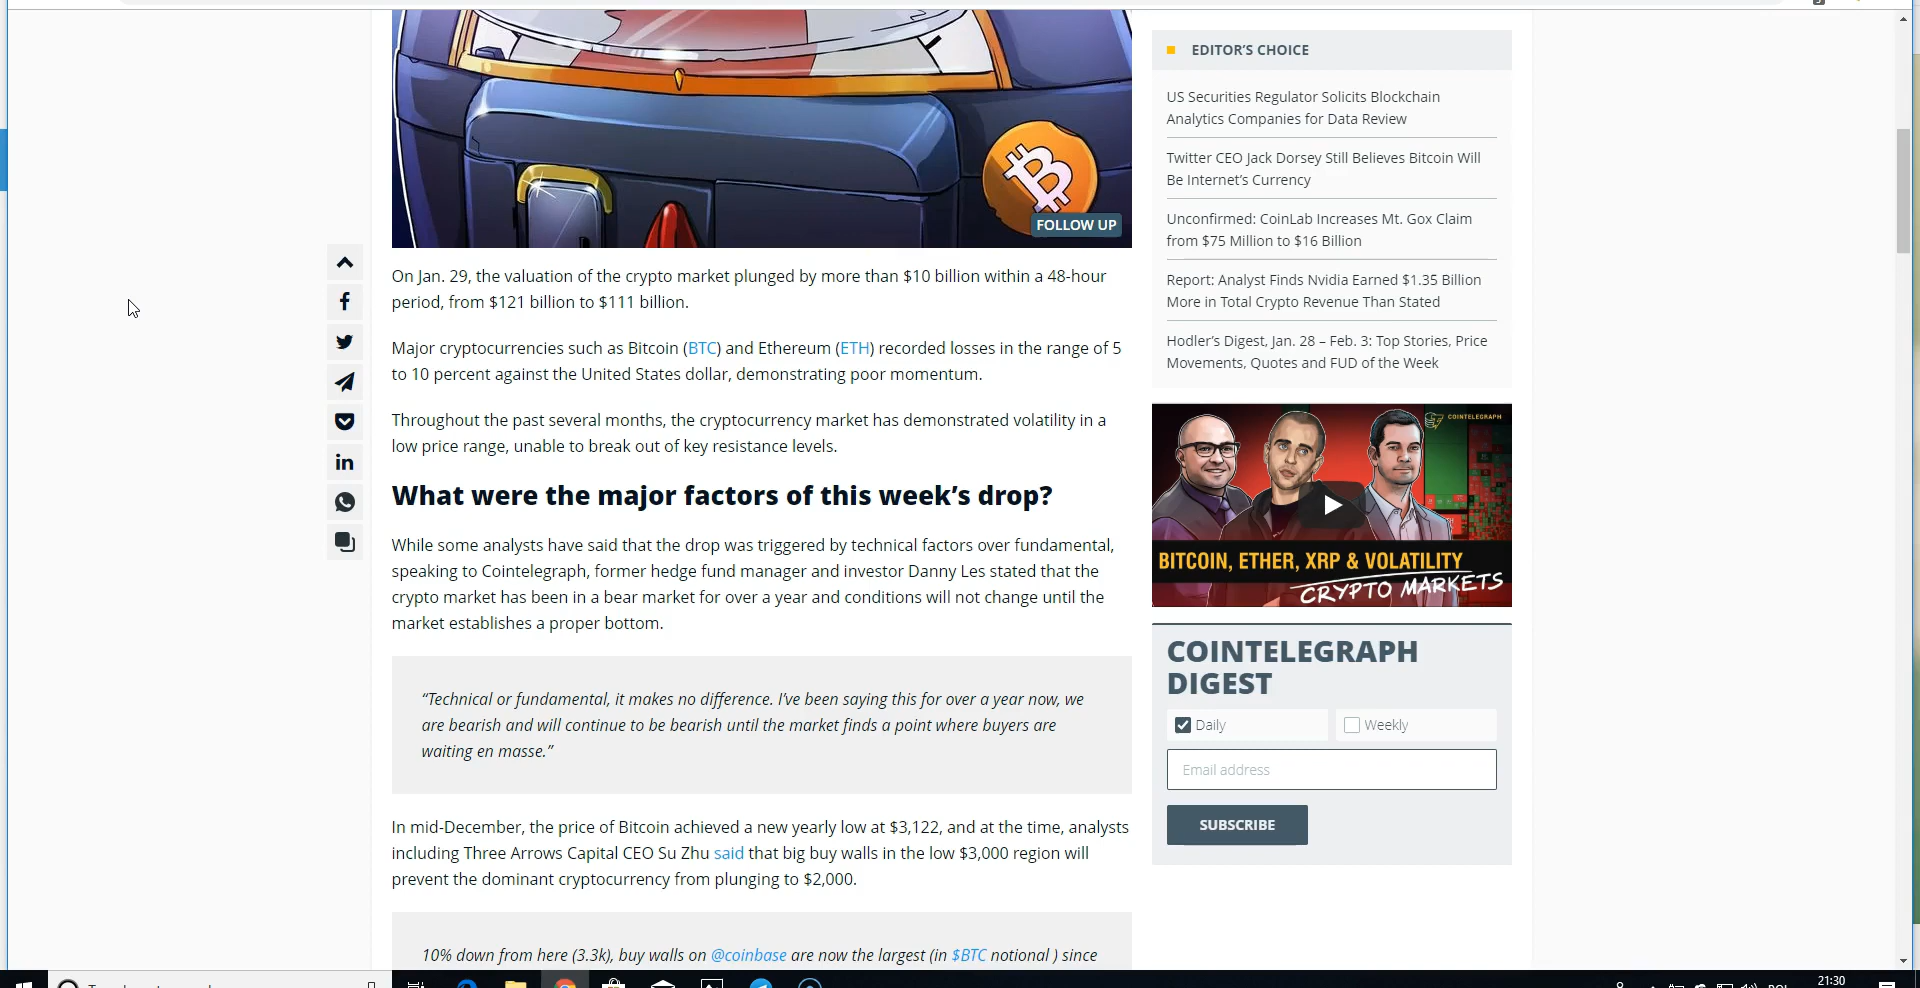 FOLLOW UP
On Jan. 29, the valuation of the crypto market plunged by more than $10 billion within a 48-hour
period, from $121 billion to $111 billion.
Major cryptocurrencies such as Bitcoin (BTC) and Ethereum (ETH) recorded losses in the range of 5
to 10 percent against the United States dollar, demonstrating poor momentum.
Throughout the past several months, the cryptocurrency market has demonstrated volatility in a
low price range, unable to break out of key resistance levels.
What were the major factors of this week’s drop?
While some analysts have said that the drop was triggered by technical factors over fundamental,
speaking to Cointelegraph, former hedge fund manager and investor Danny Les stated that the
crypto market has been in a bear market for over a year and conditions will not change until the
market establishes a proper bottom.
“Technical or fundamental, it makes no difference. I’ve been saying this for over a year now, we
are bearish and will continue to be bearish until the market finds a point where buyers are
waiting en masse.”
In mid-December, the price of Bitcoin achieved a new yearly low at $3,122, and at the time, analysts
including Three Arrows Capital CEO Su Zhu said that big buy walls in the low $3,000 region will
prevent the dominant cryptocurrency from plunging to $2,000.
10% down from here (3.3k), buy walls on @coinbase are now the largest (in $BTC notional ) since
EDITOR’S CHOICE
US Securities Regulator Solicits Blockchain
Analytics Companies for Data Review
Twitter CEO Jack Dorsey Still Believes Bitcoin Will
Be Internet’s Currency
Unconfirmed: CoinLab Increases Mt. Gox Claim
from $75 Million to $16 Billion
Report: Analyst Finds Nvidia Earned $1.35 Billion
More in Total Crypto Revenue Than Stated
Hodler’s Digest, Jan. 28 – Feb. 3: Top Stories, Price
Movements, Quotes and FUD of the Week
COINTELEGRAPH
BITCOIN, ETHER, XRP & VOLATILITY
CRYPTO MARKETS
COINTELEGRAPH
DIGEST
Daily
Weekly
Email address
SUBSCRIBE
21:30